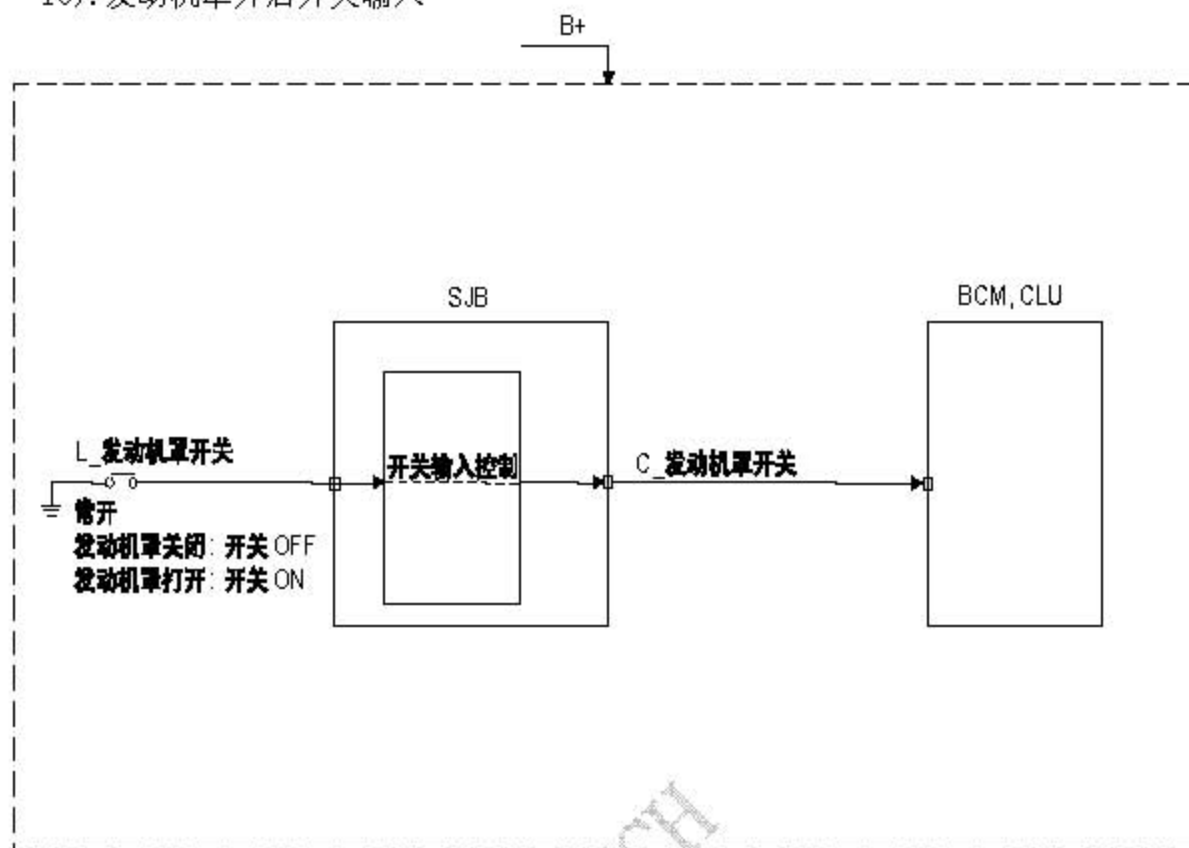 B+
SJB
BCM, CLU
L_发动机罩开关
开关输入控制
C_发动机罩开关
常开
发动机罩关闭: 开关 OFF
发动机罩打开: 开关 ON